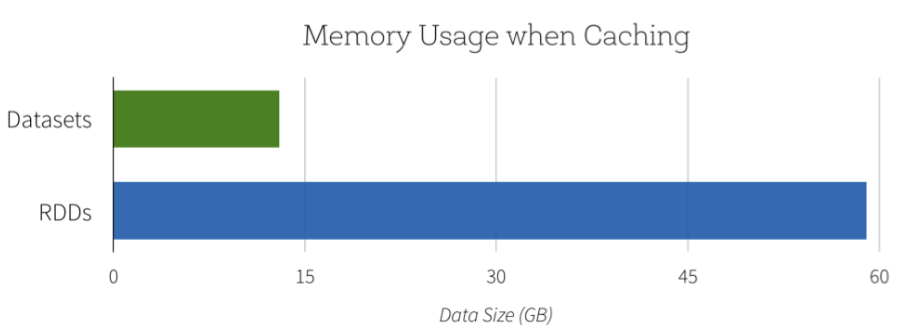 Memory Usage when Caching
Datasets
RDDs
0 15 30 45 60
Data Size (GB)